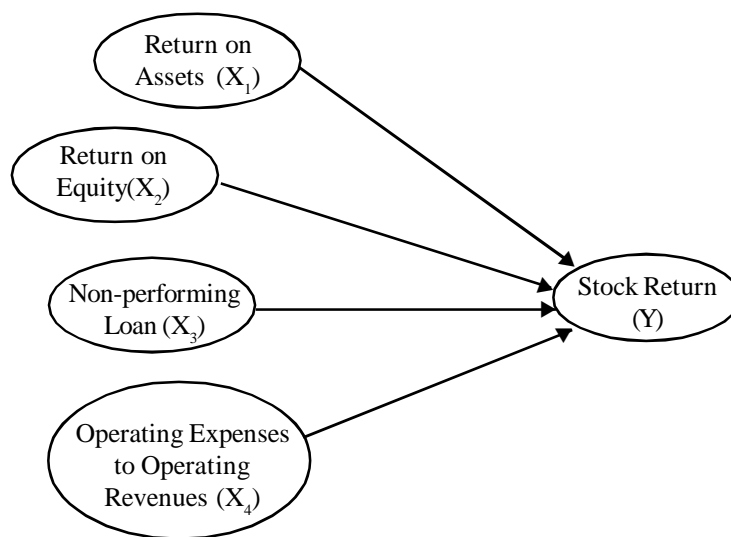 Return on
Assets (X₁)
Return on
Equity(X₂)
Non-performing
Loan (X₃)
Operating Expenses
to Operating
Revenues (X₄)
Stock Return
(Y)